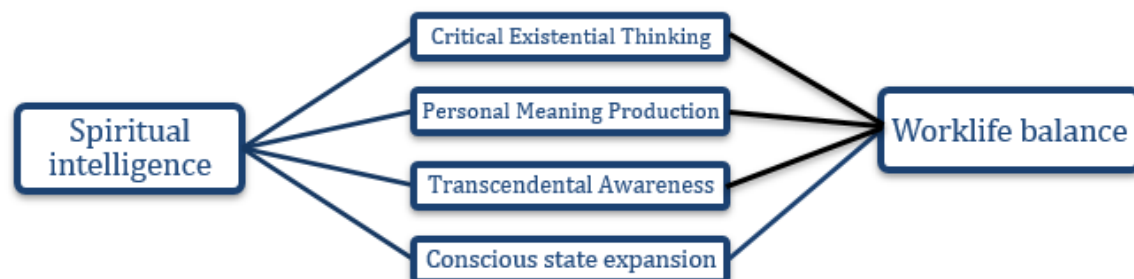 Critical Existential Thinking
Personal Meaning Production
Spiritual
intelligence
Worklife balance
Transcendental Awareness
Conscious state expansion